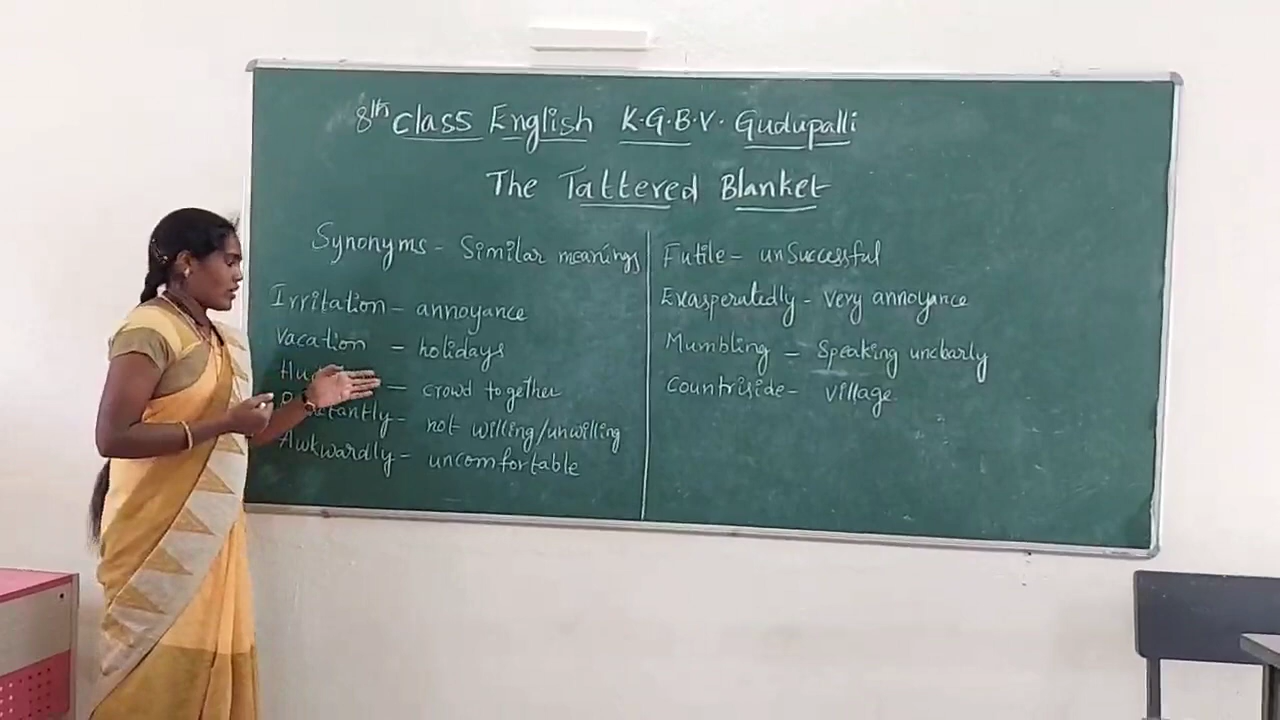 8th class English K.G.B.V. Gudupalli
The Tattered Blanket
Synonyms - Similar meanings
Irritation - annoyance
Vacation - holidays
- crowd together
- not willing/unwilling
Awkwardly - uncomfortable
Futile - unSuccessful
Exasperatedly - very annoyance
Mumbling - Speaking unclearly
Countriside - village